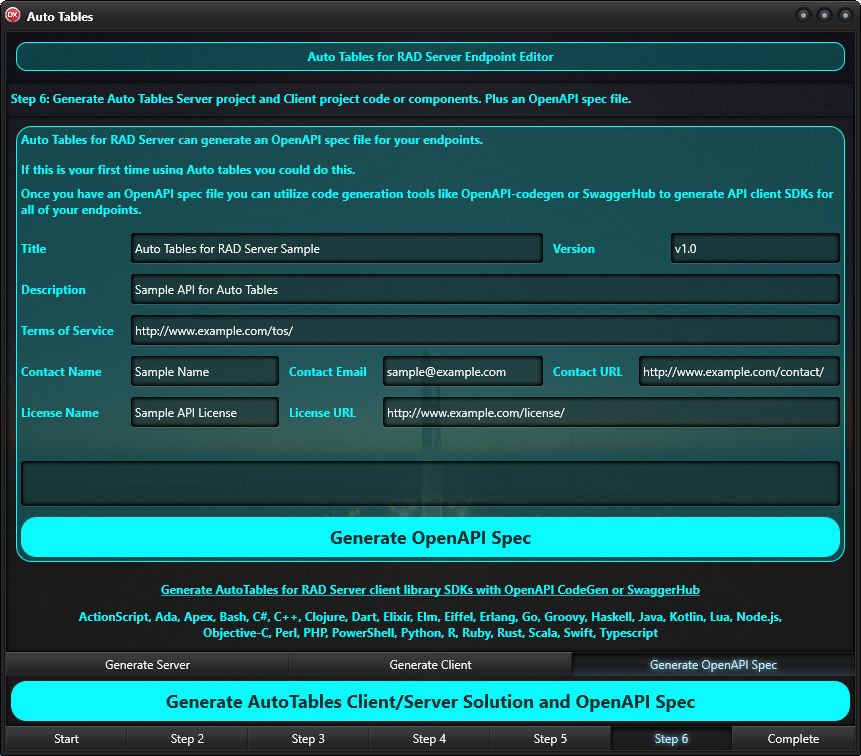 DX Auto Tables
Auto Tables for RAD Server Endpoint Editor
Step 6: Generate Auto Tables Server project and Client project code or components. Plus an OpenAPI spec file.
Auto Tables for RAD Server can generate an OpenAPI spec file for your endpoints.
If this is your first time using Auto tables you could do this.
Once you have an OpenAPI spec file you can utilize code generation tools like OpenAPI-codegen or SwaggerHub to generate API client SDKs for
all of your endpoints.
Title Auto Tables for RAD Server Sample Version v1.0
Description Sample API for Auto Tables
Terms of Service http://www.example.com/tos/
Contact Name Sample Name Contact Email sample@example.com Contact URL http://www.example.com/contact/
License Name Sample API License License URL http://www.example.com/license/
Generate OpenAPI Spec
Generate AutoTables for RAD Server client library SDKs with OpenAPI CodeGen or SwaggerHub
ActionScript, Ada, Apex, Bash, C#, C++, Clojure, Dart, Elixir, Elm, Eiffel, Erlang, Go, Groovy, Haskell, Java, Kotlin, Lua, Node.js,
Objective-C, Perl, PHP, PowerShell, Python, R, Ruby, Rust, Scala, Swift, Typescript
Generate Server Generate Client Generate OpenAPI Spec
Generate AutoTables Client/Server Solution and OpenAPI Spec
Start Step 2 Step 3 Step 4 Step 5 Step 6 Complete